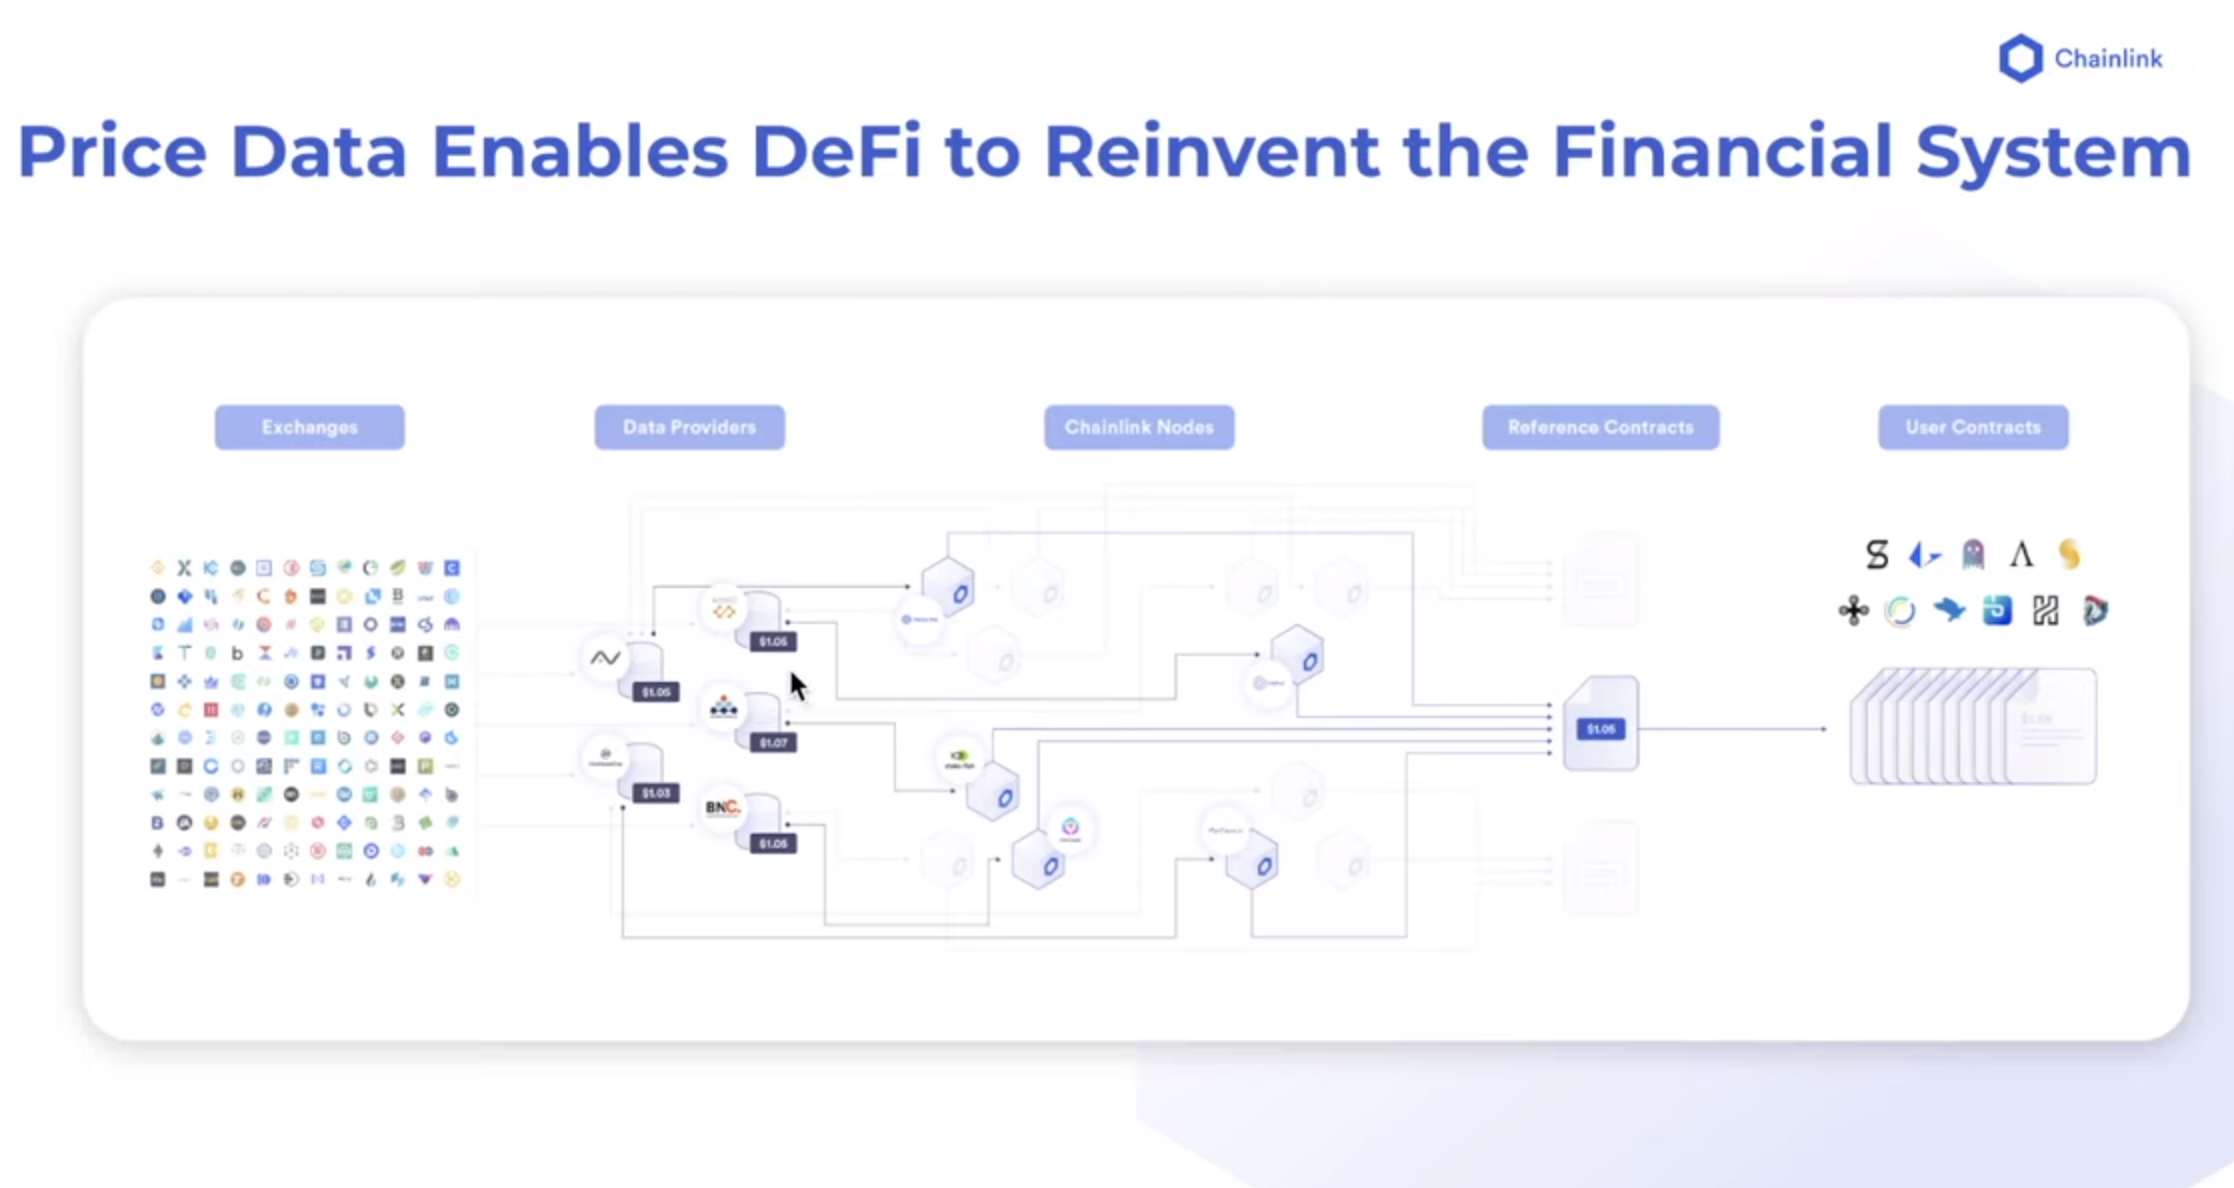 Chainlink
Price Data Enables DeFi to Reinvent the Financial System
Exchanges
Data Providers
Chainlink Nodes
Reference Contracts
User Contracts
$1.05
$1.05
$1.07
$1.03
BNC.
$1.05
$1.05